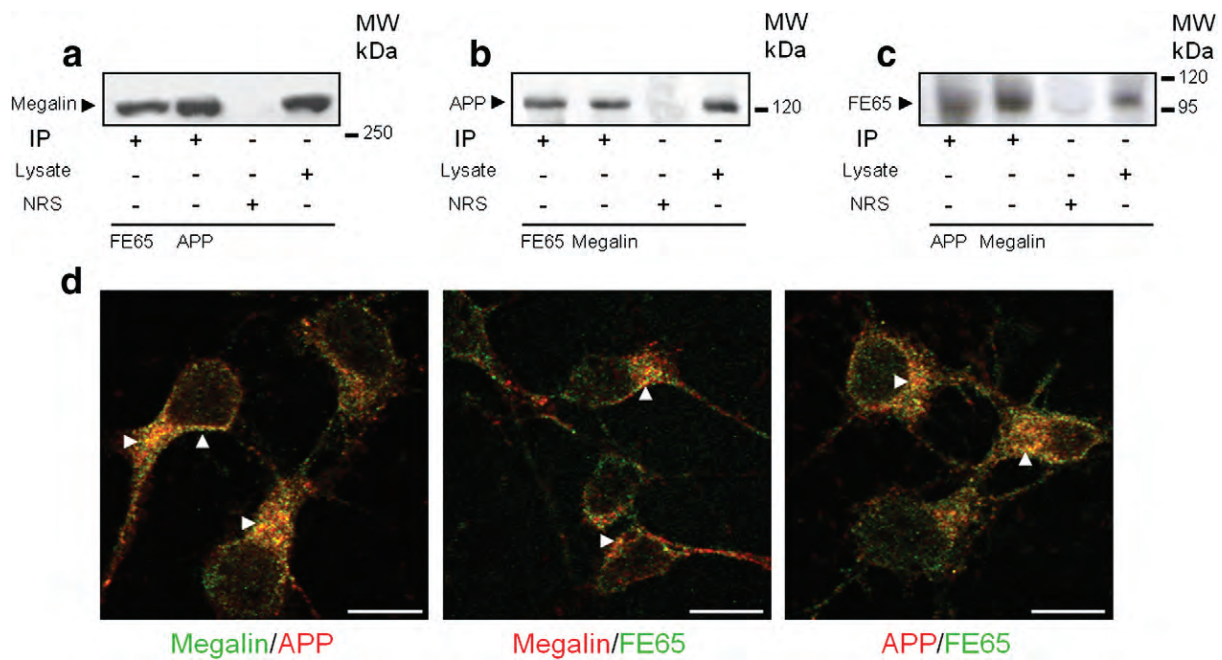 a
MW
kDa
Megalin
250
IP + + - -
Lysate - - - +
NRS - - + -
FE65 APP
b
MW
kDa
APP
120
IP + + - -
Lysate - - - +
NRS - - + -
FE65 Megalin
c
MW
kDa
120
FE65
95
IP + + - -
Lysate - - - +
NRS - - + -
APP Megalin
d
Megalin/APP
Megalin/FE65
APP/FE65